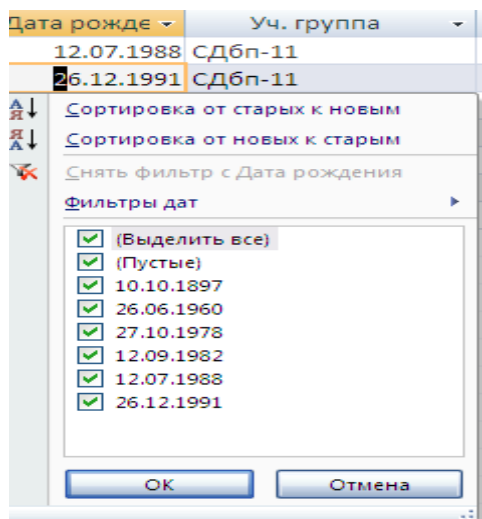 Дата рожде Уч. группа
12.07.1988 СДбп-11
26.12.1991 СДбп-11
Сортировка от старых к новым
Сортировка от новых к старым
Снять фильтр с Дата рождения
Фильтры дат
(Выделить все)
(Пустые)
10.10.1897
26.06.1960
27.10.1978
12.09.1982
12.07.1988
26.12.1991
ОК Отмена